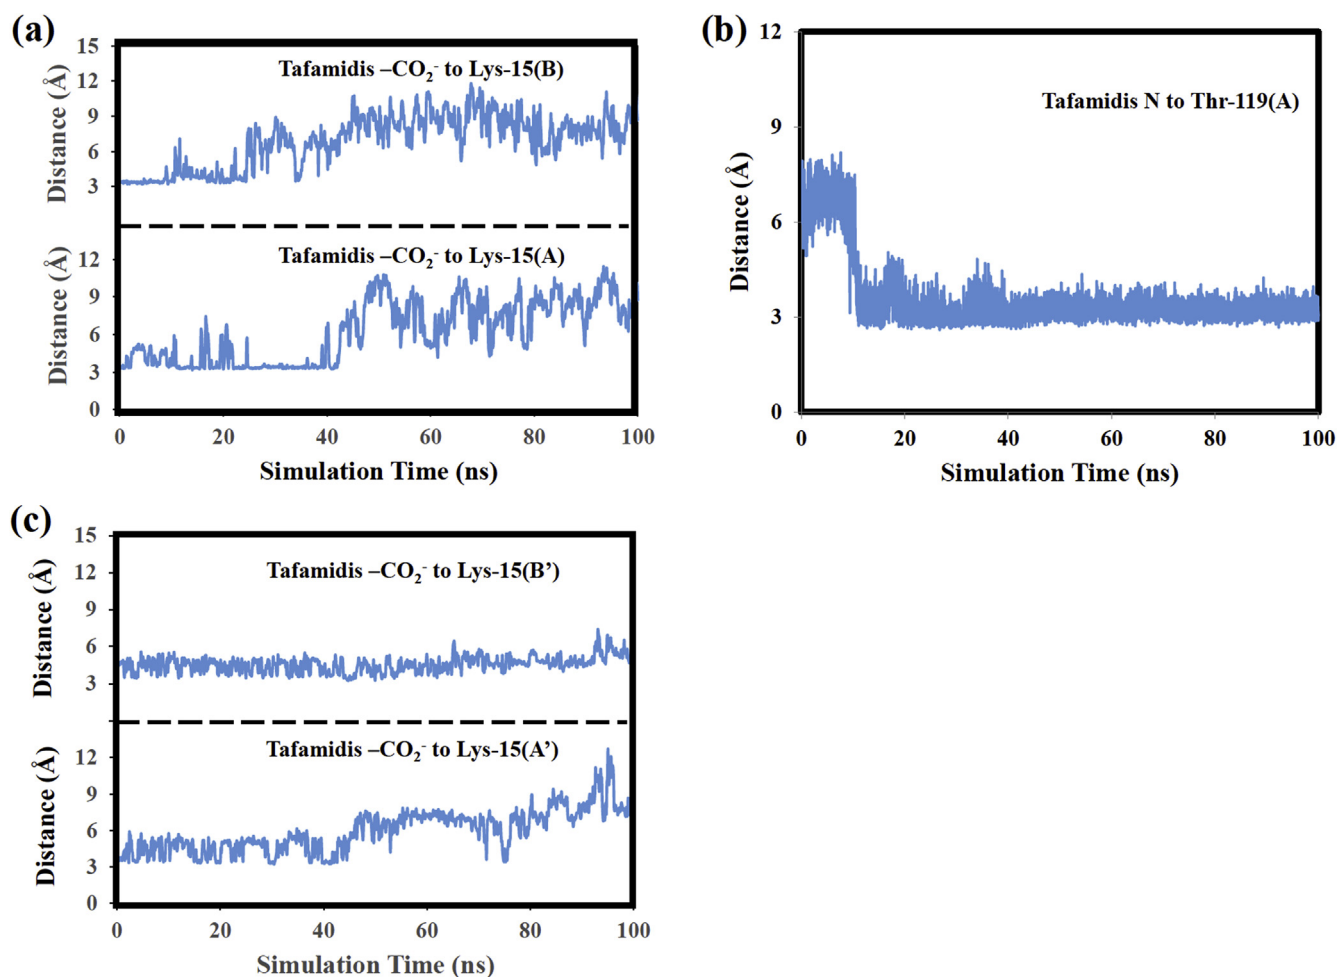 (a)
15
12
9
6
3
Distance (Å)
Tafamidis –CO₂⁻ to Lys-15(B)
12
9
6
3
0
Distance (Å)
Tafamidis –CO₂⁻ to Lys-15(A)
0 20 40 60 80 100
Simulation Time (ns)
(b)
12
9
6
3
0
Distance (Å)
Tafamidis N to Thr-119(A)
0 20 40 60 80 100
Simulation Time (ns)
(c)
15
12
9
6
3
Distance (Å)
Tafamidis –CO₂⁻ to Lys-15(B’)
12
9
6
3
0
Distance (Å)
Tafamidis –CO₂⁻ to Lys-15(A’)
0 20 40 60 80 100
Simulation Time (ns)